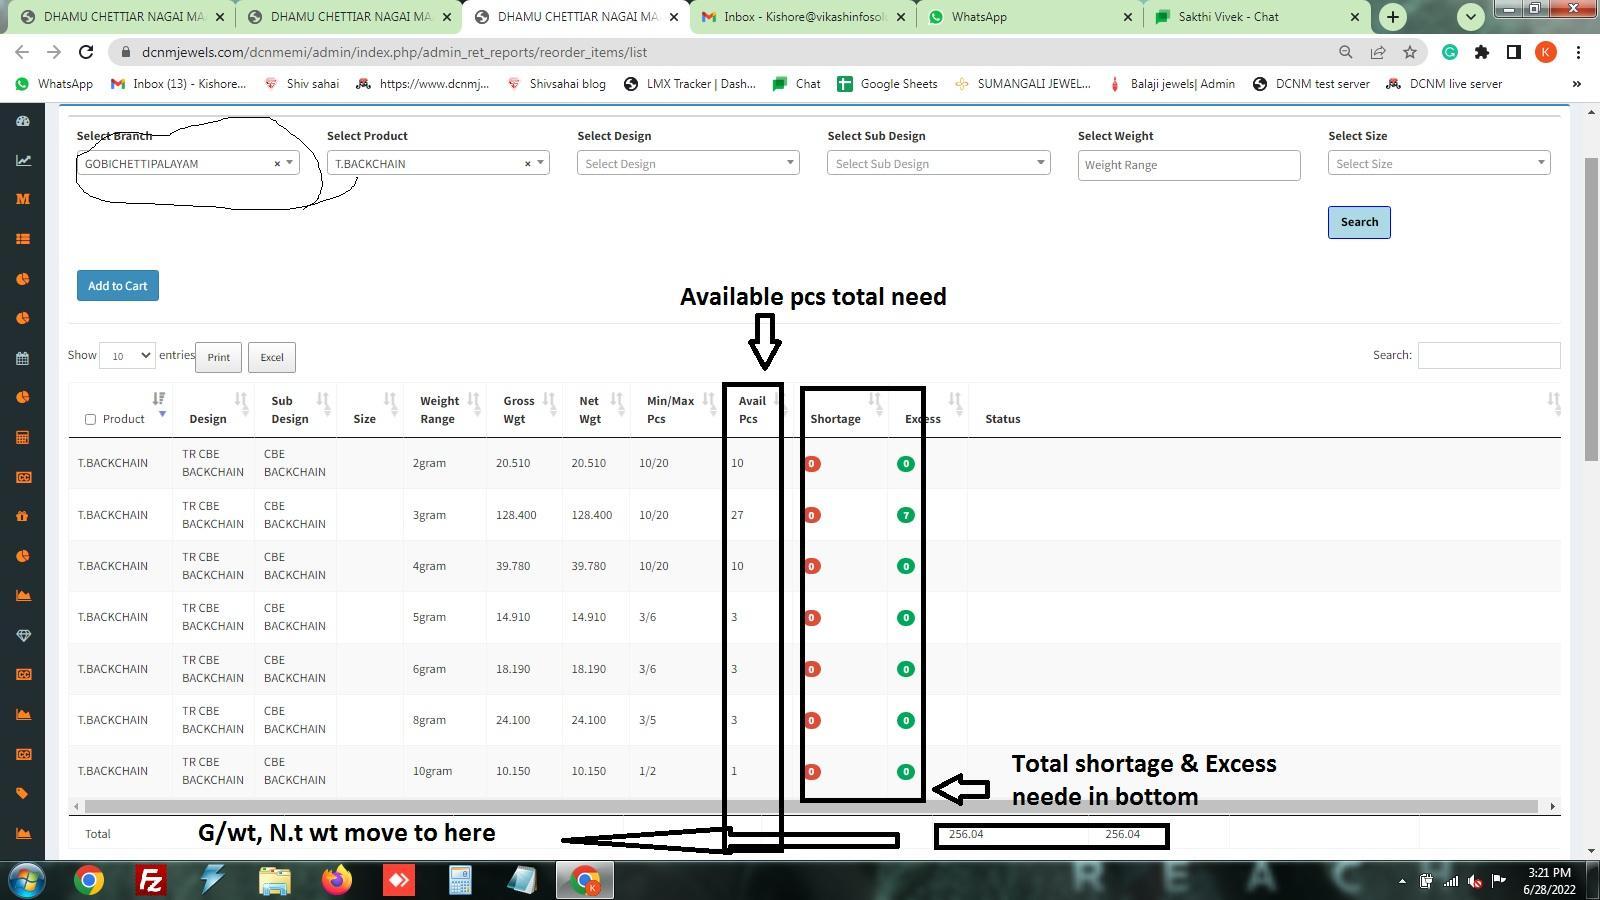 DHAMU CHETTIAR NAGAI MA
DHAMU CHETTIAR NAGAI MA
DHAMU CHETTIAR NAGAI MA
Inbox - Kishore@vikashinfosol
WhatsApp
Sakthi Vivek - Chat
dcnmjewels.com/dcnmemi/admin/index.php/admin_ret_reports/reorder_items/list
K
WhatsApp
Inbox (13) - Kishore...
Shiv sahai
https://www.dcnmj...
Shivsahai blog
LMX Tracker | Dash...
Chat
Google Sheets
SUMANGALI JEWEL...
Balaji jewels| Admin
DCNM test server
DCNM live server
Select Branch
Select Product
Select Design
Select Sub Design
Select Weight
Select Size
GOBICHETTIPALAYAM
T.BACKCHAIN
Select Design
Select Sub Design
Weight Range
Select Size
Search
Add to Cart
Available pcs total need
Show 10 entries Print Excel
Search:
Product Design Sub Design Size Weight Range Gross Wgt Net Wgt Min/Max Pcs Avail Pcs Shortage Excess Status
T.BACKCHAIN TR CBE BACKCHAIN CBE BACKCHAIN 2gram 20.510 20.510 10/20 10 0 0
T.BACKCHAIN TR CBE BACKCHAIN CBE BACKCHAIN 3gram 128.400 128.400 10/20 27 0 7
T.BACKCHAIN TR CBE BACKCHAIN CBE BACKCHAIN 4gram 39.780 39.780 10/20 10 0 0
T.BACKCHAIN TR CBE BACKCHAIN CBE BACKCHAIN 5gram 14.910 14.910 3/6 3 0 0
T.BACKCHAIN TR CBE BACKCHAIN CBE BACKCHAIN 6gram 18.190 18.190 3/6 3 0 0
T.BACKCHAIN TR CBE BACKCHAIN CBE BACKCHAIN 8gram 24.100 24.100 3/5 3 0 0
T.BACKCHAIN TR CBE BACKCHAIN CBE BACKCHAIN 10gram 10.150 10.150 1/2 1 0 0
Total shortage & Excess
neede in bottom
Total
G/wt, N.t wt move to here
256.04 256.04
R E A C
3:21 PM
6/28/2022